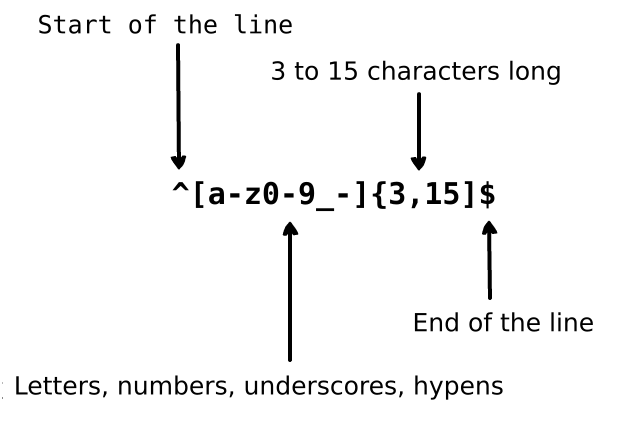 Start of the line
3 to 15 characters long
^[a-z0-9_-]{3,15]$
End of the line
Letters, numbers, underscores, hypens